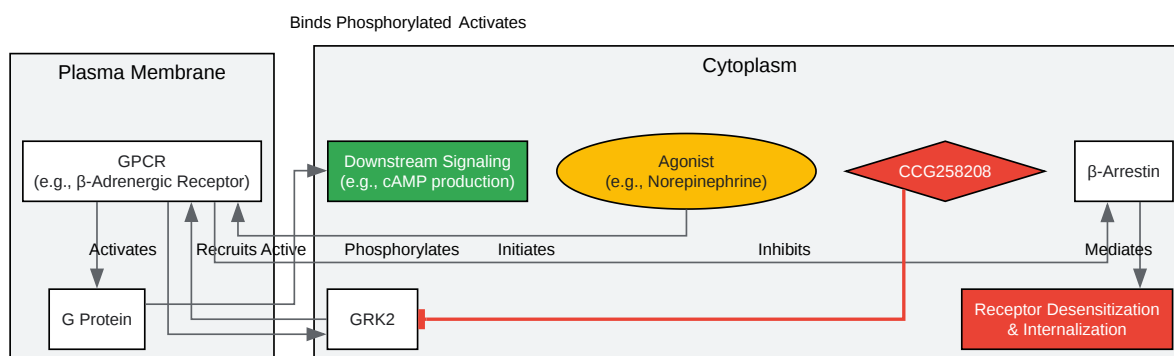 Binds Phosphorylated Activates
Plasma Membrane
Cytoplasm
GPCR
(e.g., β-Adrenergic Receptor)
Downstream Signaling
(e.g., cAMP production)
Agonist
(e.g., Norepinephrine)
CCG258208
β-Arrestin
Activates
Recruits Active
Phosphorylates
Initiates
Inhibits
Mediates
G Protein
GRK2
Receptor Desensitization
& Internalization